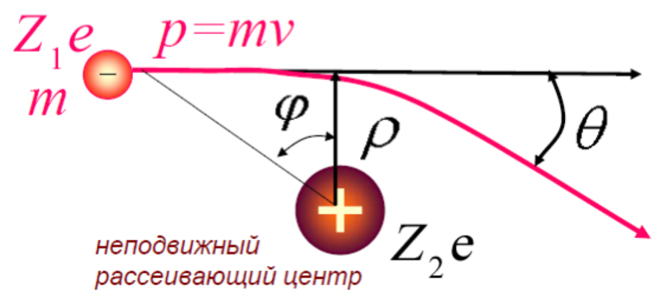 Z₁e p=mv
−
m
φ ρ θ
+
Z₂e
неподвижный
рассеивающий центр